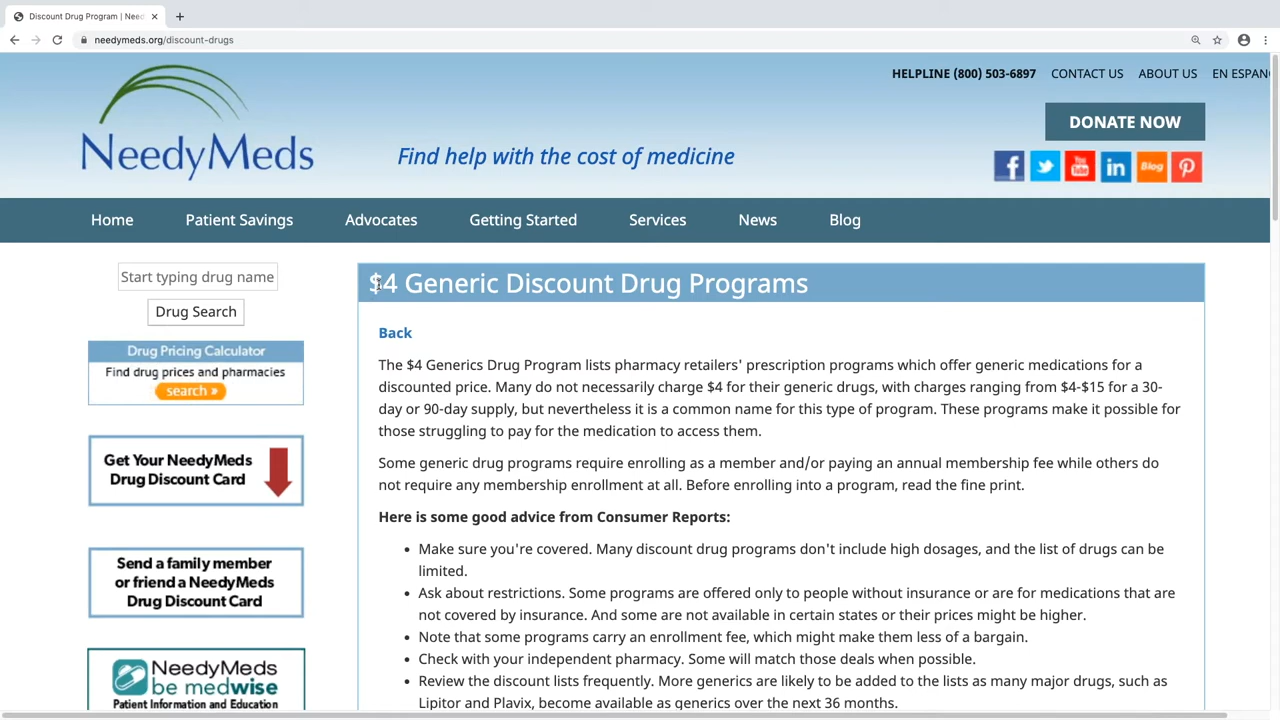 Discount Drug Program | Need
needymeds.org/discount-drugs
HELPLINE (800) 503-6897 CONTACT US ABOUT US EN ESPAN
DONATE NOW
NeedyMeds
Find help with the cost of medicine
f You Tube in Blog
Home Patient Savings Advocates Getting Started Services News Blog
Start typing drug name
Drug Search
Drug Pricing Calculator
Find drug prices and pharmacies
search »
Get Your NeedyMeds
Drug Discount Card
Send a family member
or friend a NeedyMeds
Drug Discount Card
NeedyMeds
be medwise
Patient Information and Education
$4 Generic Discount Drug Programs
Back
The $4 Generics Drug Program lists pharmacy retailers' prescription programs which offer generic medications for a
discounted price. Many do not necessarily charge $4 for their generic drugs, with charges ranging from $4-$15 for a 30-
day or 90-day supply, but nevertheless it is a common name for this type of program. These programs make it possible for
those struggling to pay for the medication to access them.
Some generic drug programs require enrolling as a member and/or paying an annual membership fee while others do
not require any membership enrollment at all. Before enrolling into a program, read the fine print.
Here is some good advice from Consumer Reports:
• Make sure you're covered. Many discount drug programs don't include high dosages, and the list of drugs can be
limited.
• Ask about restrictions. Some programs are offered only to people without insurance or are for medications that are
not covered by insurance. And some are not available in certain states or their prices might be higher.
• Note that some programs carry an enrollment fee, which might make them less of a bargain.
• Check with your independent pharmacy. Some will match those deals when possible.
• Review the discount lists frequently. More generics are likely to be added to the lists as many major drugs, such as
Lipitor and Plavix, become available as generics over the next 36 months.